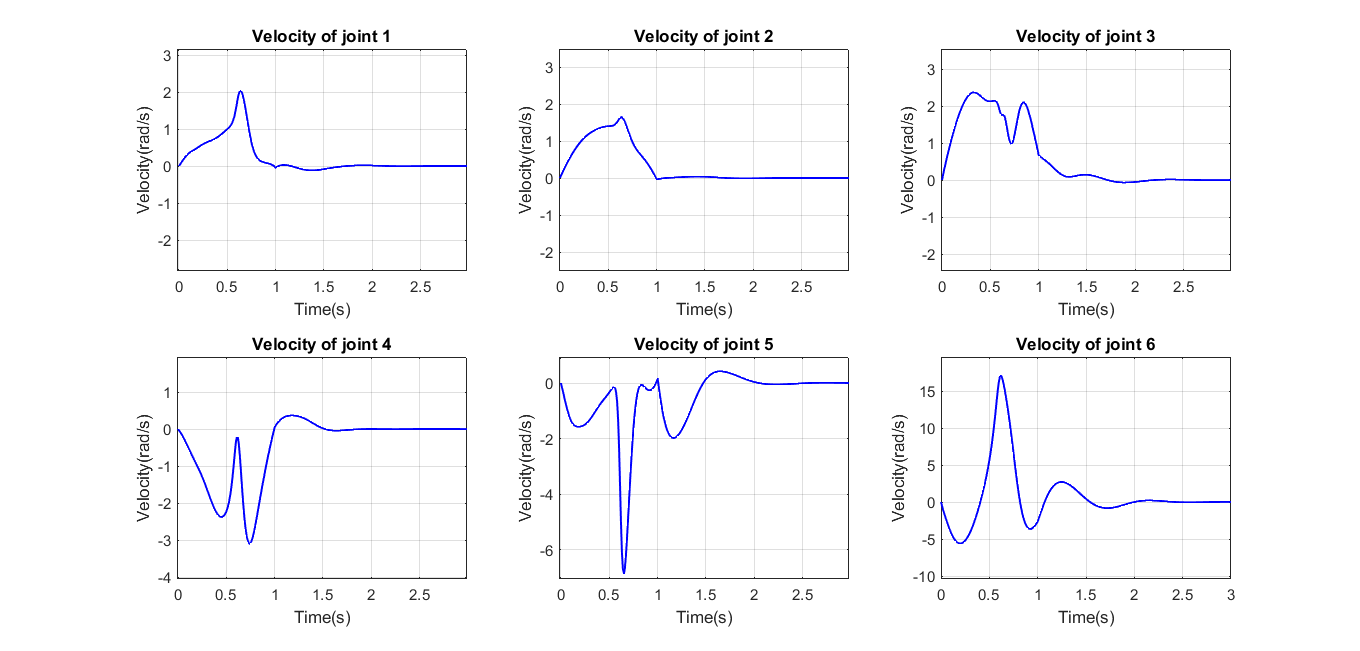 Velocity of joint 1
3
2
1
0
-1
-2
Velocity(rad/s)
0 0.5 1 1.5 2 2.5
Time(s)
Velocity of joint 2
3
2
1
0
-1
-2
Velocity(rad/s)
0 0.5 1 1.5 2 2.5
Time(s)
Velocity of joint 3
3
2
1
0
-1
-2
Velocity(rad/s)
0 0.5 1 1.5 2 2.5
Time(s)
Velocity of joint 4
1
0
-1
-2
-3
-4
Velocity(rad/s)
0 0.5 1 1.5 2 2.5
Time(s)
Velocity of joint 5
0
-2
-4
-6
Velocity(rad/s)
0 0.5 1 1.5 2 2.5
Time(s)
Velocity of joint 6
15
10
5
0
-5
-10
Velocity(rad/s)
0 0.5 1 1.5 2 2.5 3
Time(s)